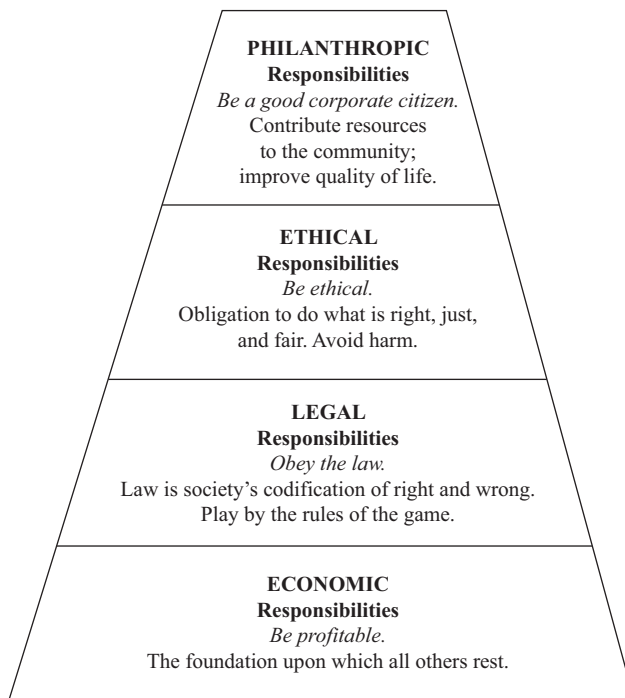 PHILANTHROPIC
Responsibilities
Be a good corporate citizen.
Contribute resources
to the community;
improve quality of life.
ETHICAL
Responsibilities
Be ethical.
Obligation to do what is right, just,
and fair. Avoid harm.
LEGAL
Responsibilities
Obey the law.
Law is society’s codification of right and wrong.
Play by the rules of the game.
ECONOMIC
Responsibilities
Be profitable.
The foundation upon which all others rest.